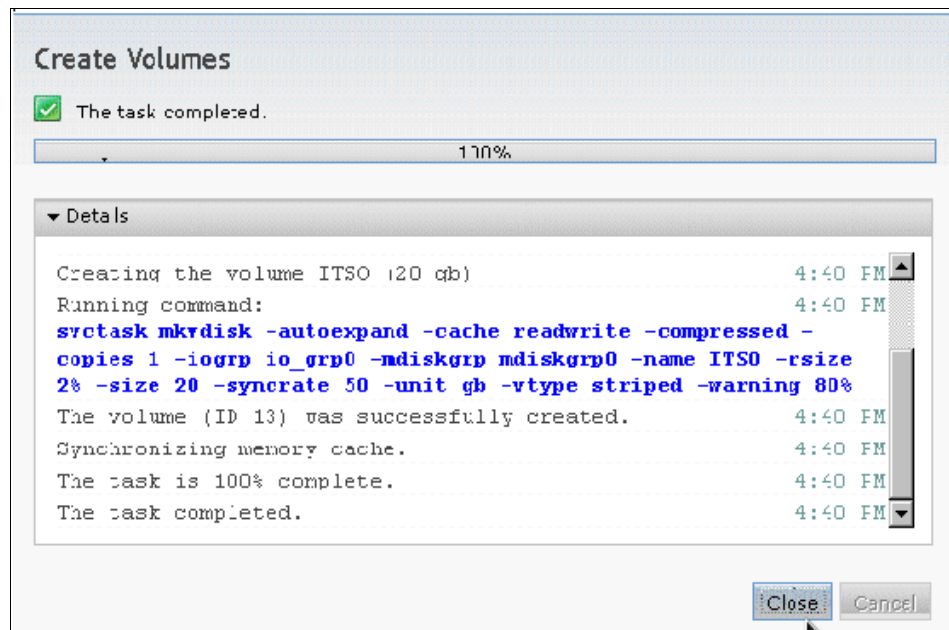 Create Volumes
The task completed.
100%
Details
Creating the volume ITSO (20 gb) 4:40 PM
Running command: 4:40 PM
svctask mkvdisk -autoexpand -cache readwrite -compressed -
copies 1 -iogrp io_grp0 -mdiskgrp mdiskgrp0 -name ITSO -rsize
2% -size 20 -syncrate 50 -unit gb -vtype striped -warning 80%
The volume (ID 13) was successfully created. 4:40 PM
Synchronizing memory cache. 4:40 PM
The task is 100% complete. 4:40 PM
The task completed. 4:40 PM
Close Cancel